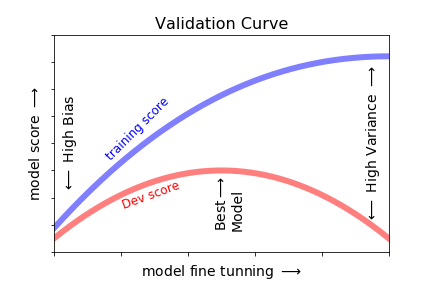 Validation Curve
model score ⟶
⟵ High Bias
training score
Dev score
Best ⟶
Model
⟵ High Variance ⟶
model fine tunning ⟶